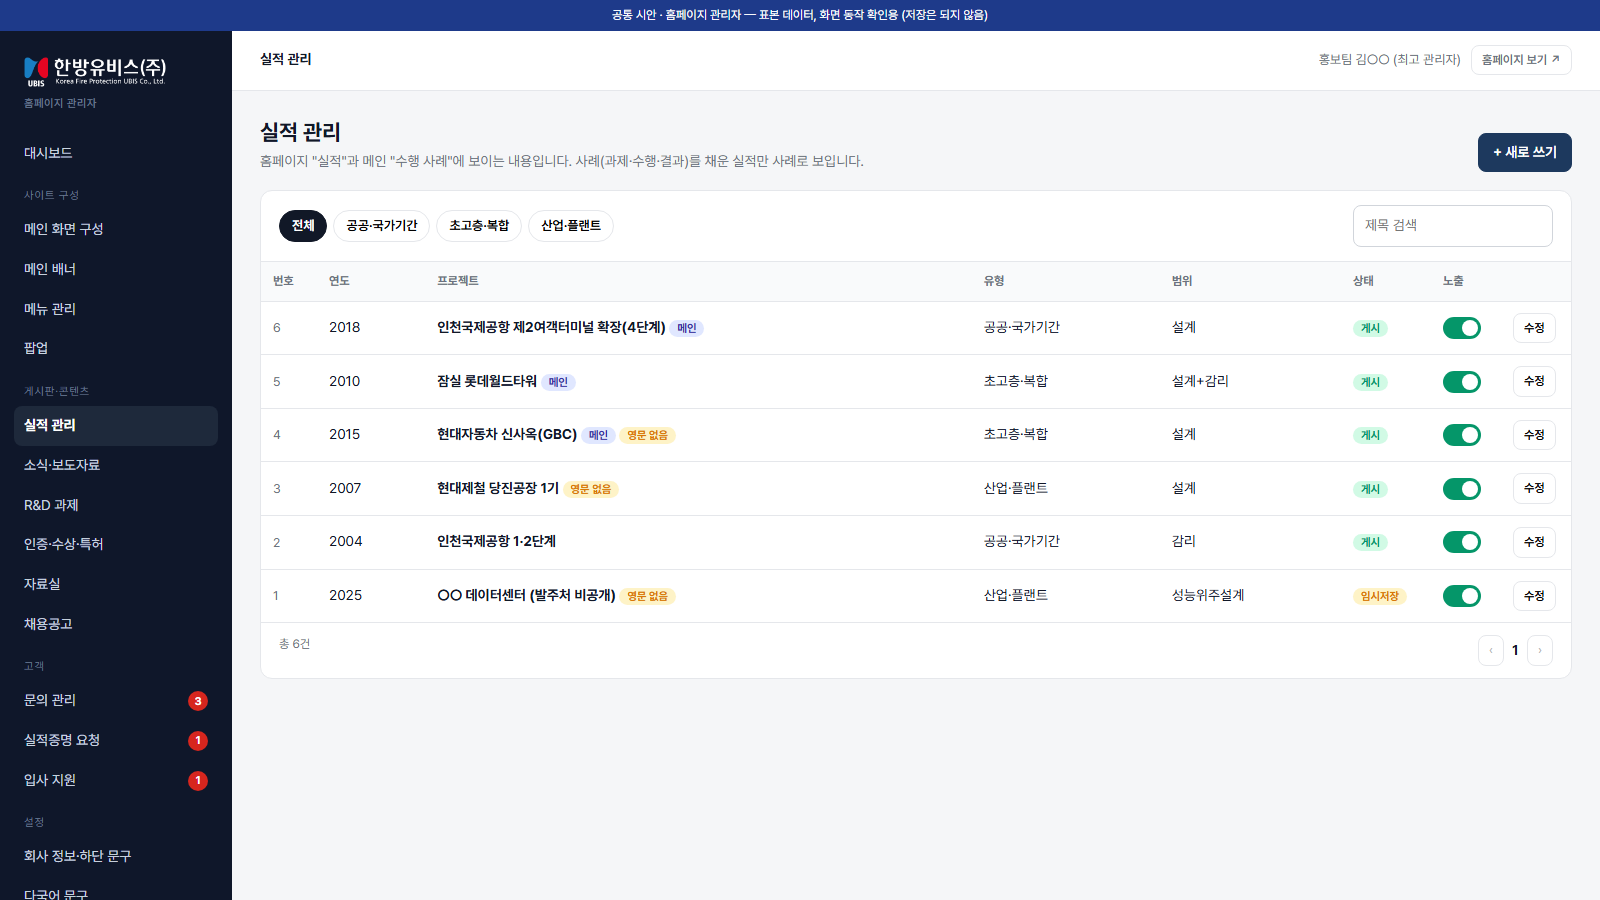 공통 시안 · 홈페이지 관리자 — 표본 데이터, 화면 동작 확인용 (저장은 되지 않음)
UBIS 한방유비스(주)
Korea Fire Protection UBIS Co., Ltd.
홈페이지 관리자
대시보드
사이트 구성
메인 화면 구성
메인 배너
메뉴 관리
팝업
게시판·콘텐츠
실적 관리
소식·보도자료
R&D 과제
인증·수상·특허
자료실
채용공고
고객
문의 관리 3
실적증명 요청 1
입사 지원 1
설정
회사 정보·하단 문구
다국어 문구
실적 관리
홍보팀 김○○ (최고 관리자) 홈페이지 보기 ↗
실적 관리
홈페이지 "실적"과 메인 "수행 사례"에 보이는 내용입니다. 사례(과제·수행·결과)를 채운 실적만 사례로 보입니다.
+ 새로 쓰기
전체 공공·국가기간 초고층·복합 산업·플랜트 제목 검색
번호 연도 프로젝트 유형 범위 상태 노출
6 2018 인천국제공항 제2여객터미널 확장(4단계) 메인 공공·국가기간 설계 게시 수정
5 2010 잠실 롯데월드타워 메인 초고층·복합 설계+감리 게시 수정
4 2015 현대자동차 신사옥(GBC) 메인 영문 없음 초고층·복합 설계 게시 수정
3 2007 현대제철 당진공장 1기 영문 없음 산업·플랜트 설계 게시 수정
2 2004 인천국제공항 1·2단계 공공·국가기간 감리 게시 수정
1 2025 ○○ 데이터센터 (발주처 비공개) 영문 없음 산업·플랜트 성능위주설계 임시저장 수정
총 6건 ‹ 1 ›